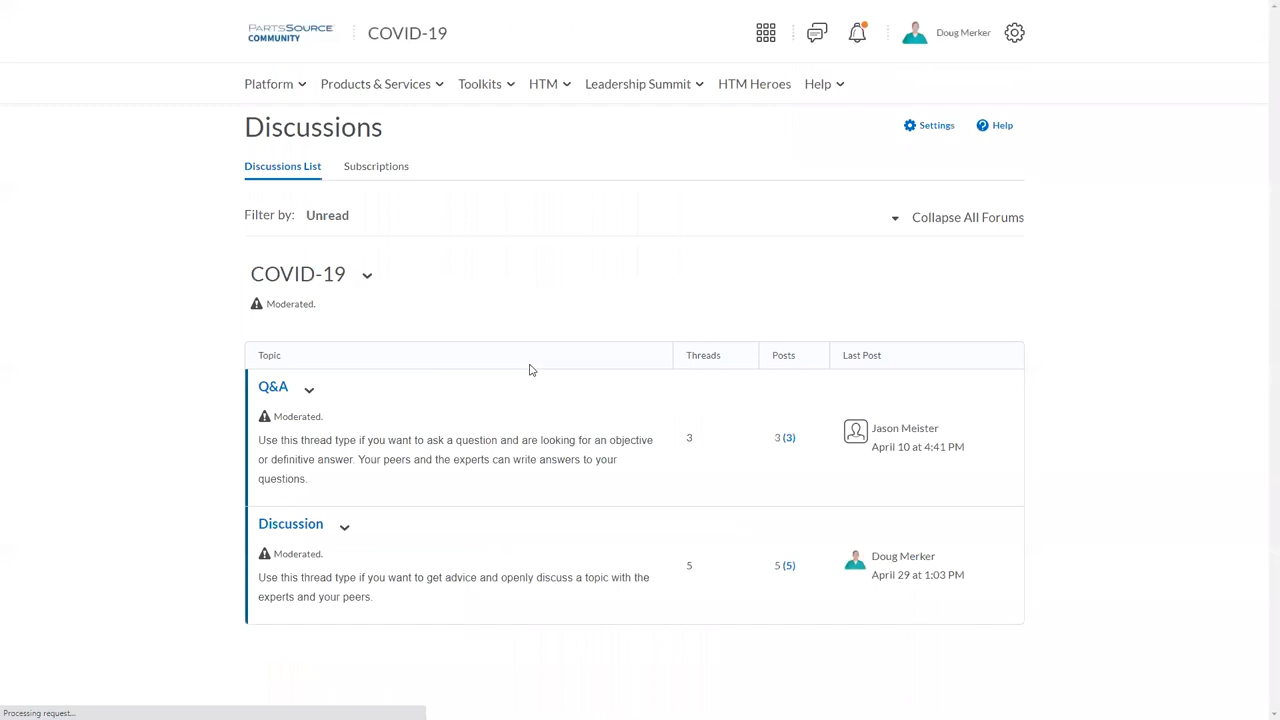 PARTSSOURCE
COMMUNITY
COVID-19
Doug Merker
Platform
Products & Services
Toolkits
HTM
Leadership Summit
HTM Heroes
Help
Discussions
Settings
Help
Discussions List
Subscriptions
Filter by: Unread
Collapse All Forums
COVID-19
Moderated.
Topic
Threads
Posts
Last Post
Q&A
Moderated.
Use this thread type if you want to ask a question and are looking for an objective
or definitive answer. Your peers and the experts can write answers to your
questions.
3
3 (3)
Jason Meister
April 10 at 4:41 PM
Discussion
Moderated.
Use this thread type if you want to get advice and openly discuss a topic with the
experts and your peers.
5
5 (5)
Doug Merker
April 29 at 1:03 PM
Processing request...